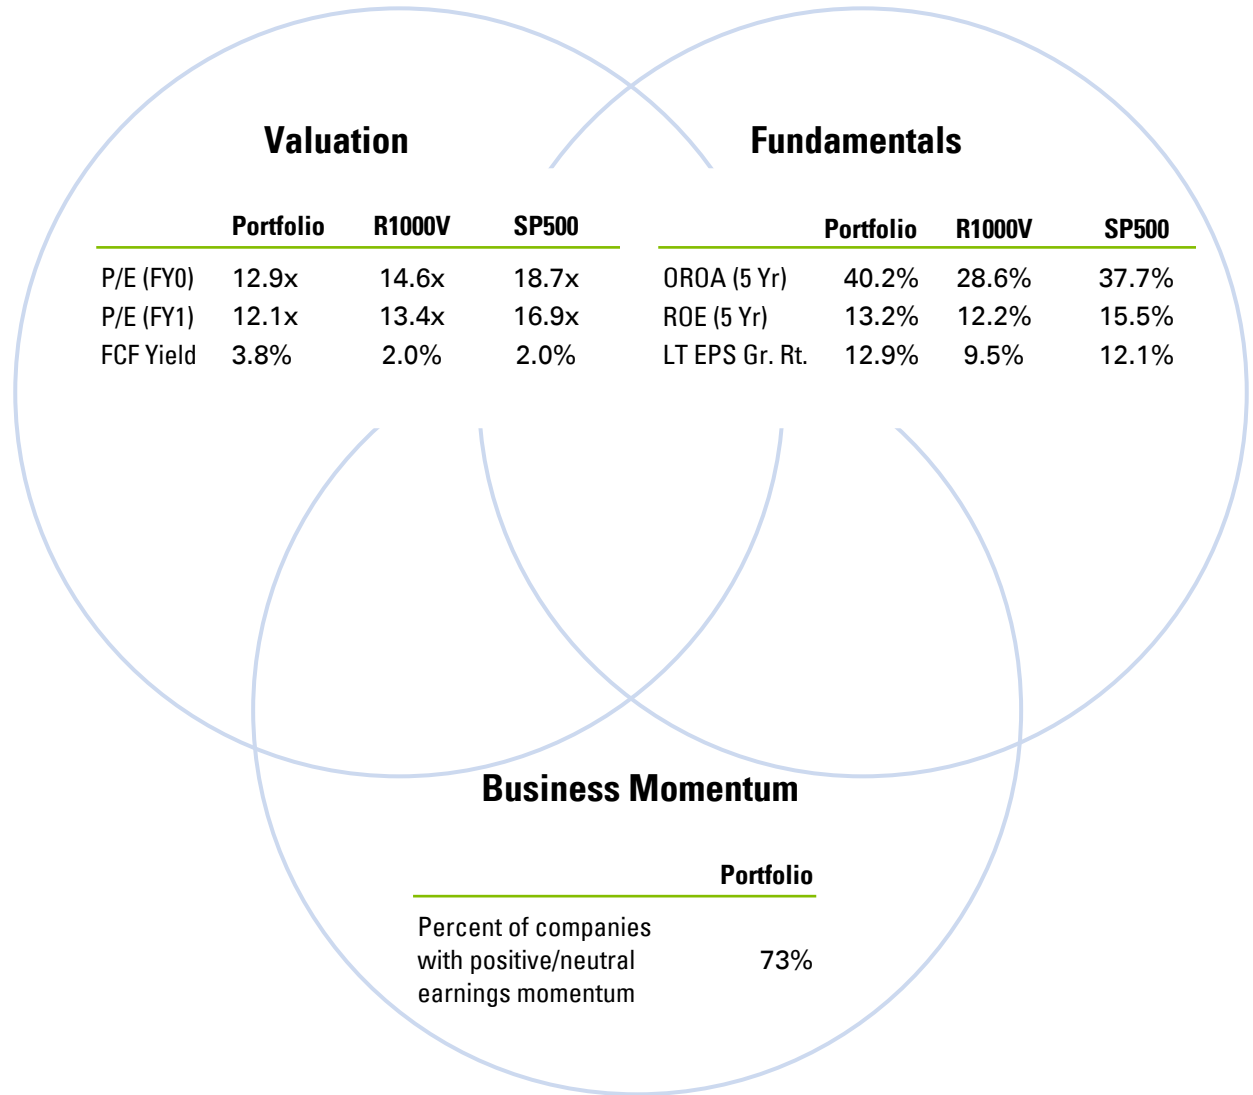 Valuation
Portfolio R1000V SP500
P/E (FY0) 12.9x 14.6x 18.7x
P/E (FY1) 12.1x 13.4x 16.9x
FCF Yield 3.8% 2.0% 2.0%
Fundamentals
Portfolio R1000V SP500
OROA (5 Yr) 40.2% 28.6% 37.7%
ROE (5 Yr) 13.2% 12.2% 15.5%
LT EPS Gr. Rt. 12.9% 9.5% 12.1%
Business Momentum
Portfolio
Percent of companies
with positive/neutral 73%
earnings momentum